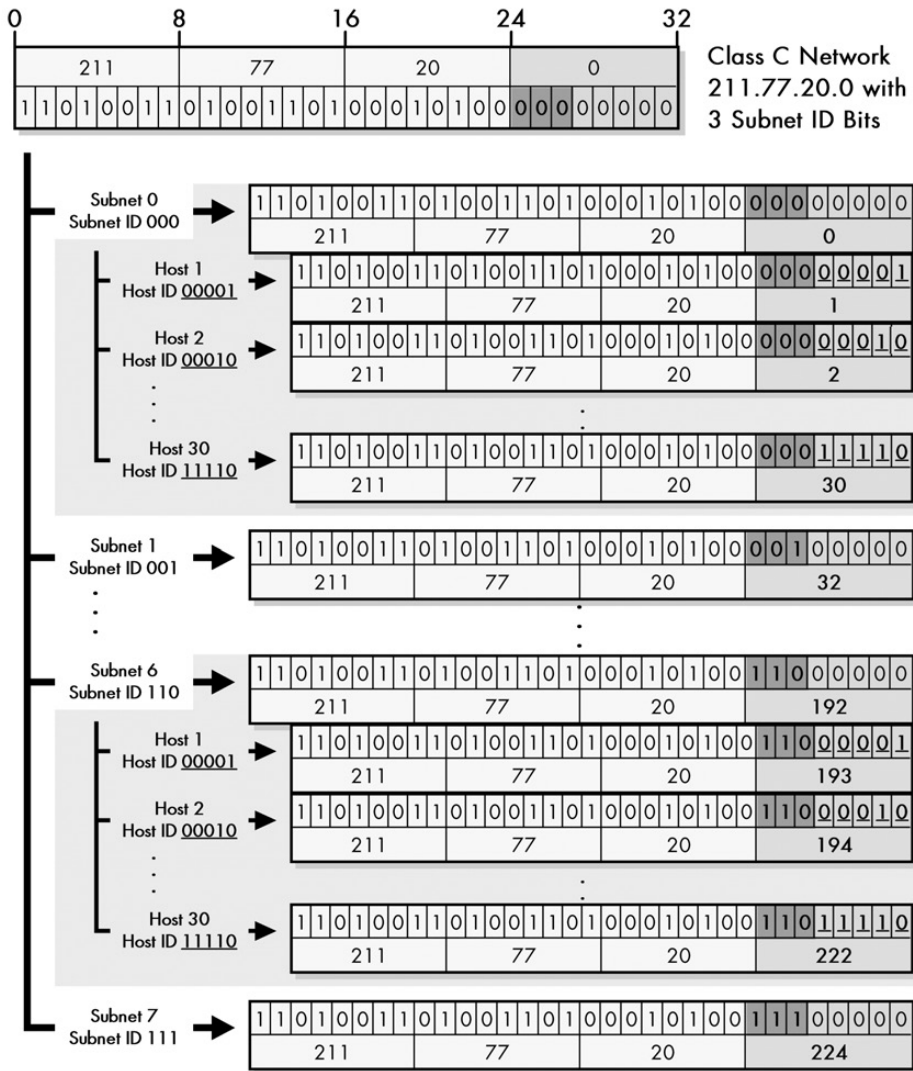 0 8 16 24 32
211 77 20 0
1 1 0 1 0 0 1 1 0 1 0 0 1 1 0 1 0 0 0 1 0 1 0 0 0 0 0 0 0 0 0 0
Class C Network
211.77.20.0 with
3 Subnet ID Bits
Subnet 0
Subnet ID 000
1 1 0 1 0 0 1 1 0 1 0 0 1 1 0 1 0 0 0 1 0 1 0 0 0 0 0 0 0 0 0 0
211 77 20 0
Host 1
Host ID 00001
1 1 0 1 0 0 1 1 0 1 0 0 1 1 0 1 0 0 0 1 0 1 0 0 0 0 0 0 0 0 0 1
211 77 20 1
Host 2
Host ID 00010
1 1 0 1 0 0 1 1 0 1 0 0 1 1 0 1 0 0 0 1 0 1 0 0 0 0 0 0 0 0 1 0
211 77 20 2
Host 30
Host ID 11110
1 1 0 1 0 0 1 1 0 1 0 0 1 1 0 1 0 0 0 1 0 1 0 0 0 0 0 1 1 1 1 0
211 77 20 30
Subnet 1
Subnet ID 001
1 1 0 1 0 0 1 1 0 1 0 0 1 1 0 1 0 0 0 1 0 1 0 0 0 0 1 0 0 0 0 0
211 77 20 32
Subnet 6
Subnet ID 110
1 1 0 1 0 0 1 1 0 1 0 0 1 1 0 1 0 0 0 1 0 1 0 0 1 1 0 0 0 0 0 0
211 77 20 192
Host 1
Host ID 00001
1 1 0 1 0 0 1 1 0 1 0 0 1 1 0 1 0 0 0 1 0 1 0 0 1 1 0 0 0 0 0 1
211 77 20 193
Host 2
Host ID 00010
1 1 0 1 0 0 1 1 0 1 0 0 1 1 0 1 0 0 0 1 0 1 0 0 1 1 0 0 0 0 1 0
211 77 20 194
Host 30
Host ID 11110
1 1 0 1 0 0 1 1 0 1 0 0 1 1 0 1 0 0 0 1 0 1 0 0 1 1 0 1 1 1 1 0
211 77 20 222
Subnet 7
Subnet ID 111
1 1 0 1 0 0 1 1 0 1 0 0 1 1 0 1 0 0 0 1 0 1 0 0 1 1 1 0 0 0 0 0
211 77 20 224